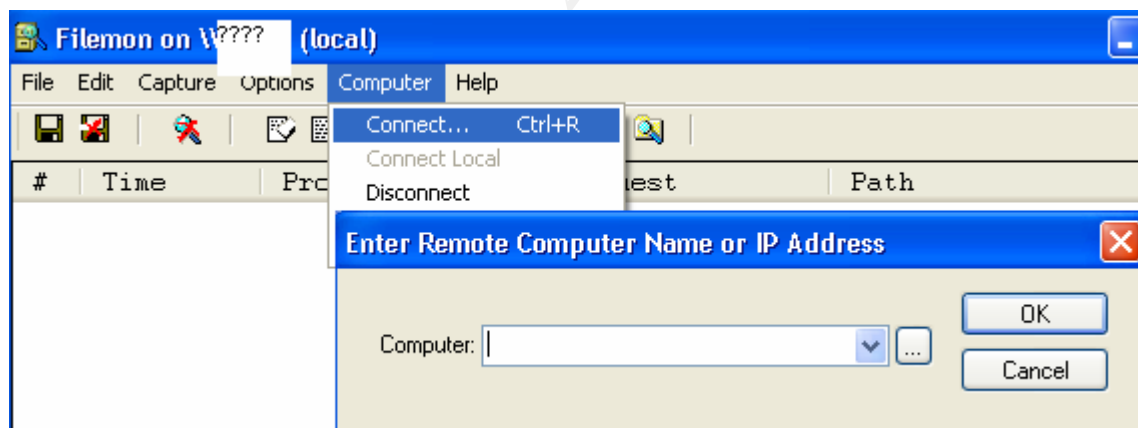 Filemon on \\???? (local)
File Edit Capture Options Computer Help
Connect... Ctrl+R
Connect Local
Disconnect
# Time Pro est Path
Enter Remote Computer Name or IP Address
Computer:
...
OK
Cancel